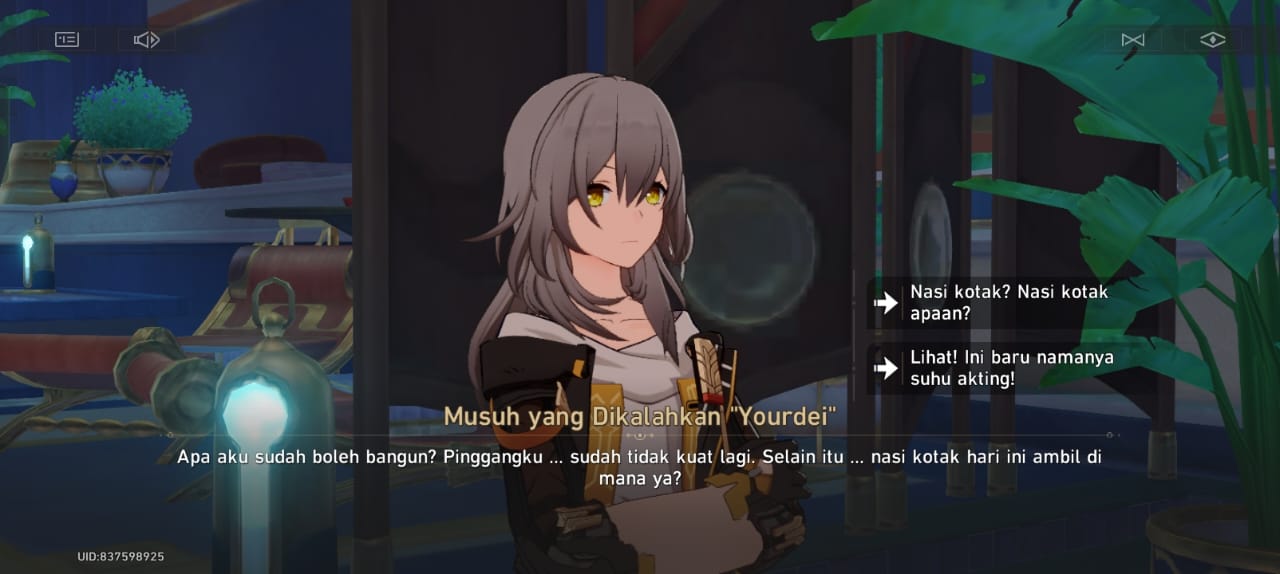 Nasi kotak? Nasi kotak
apaan?
Lihat! Ini baru namanya
suhu akting!
Musuh yang Dikalahkan "Yourdei"
Apa aku sudah boleh bangun? Pinggangku ... sudah tidak kuat lagi. Selain itu ... nasi kotak hari ini ambil di
mana ya?
UID:837598925